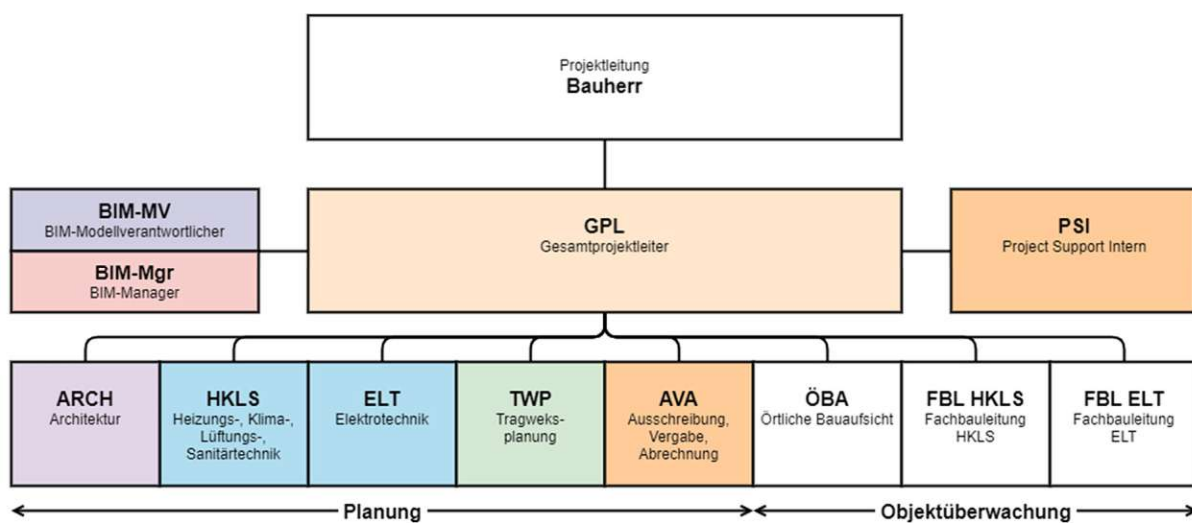 Projektleitung
Bauherr
BIM-MV
BIM-Modellverantwortlicher
BIM-Mgr
BIM-Manager
GPL
Gesamtprojektleiter
PSI
Project Support Intern
ARCH
Architektur
HKLS
Heizungs-, Klima-,
Lüftungs-,
Sanitärtechnik
ELT
Elektrotechnik
TWP
Tragweks-
planung
AVA
Ausschreibung,
Vergabe,
Abrechnung
ÖBA
Örtliche Bauaufsicht
FBL HKLS
Fachbauleitung
HKLS
FBL ELT
Fachbauleitung
ELT
Planung
Objektüberwachung